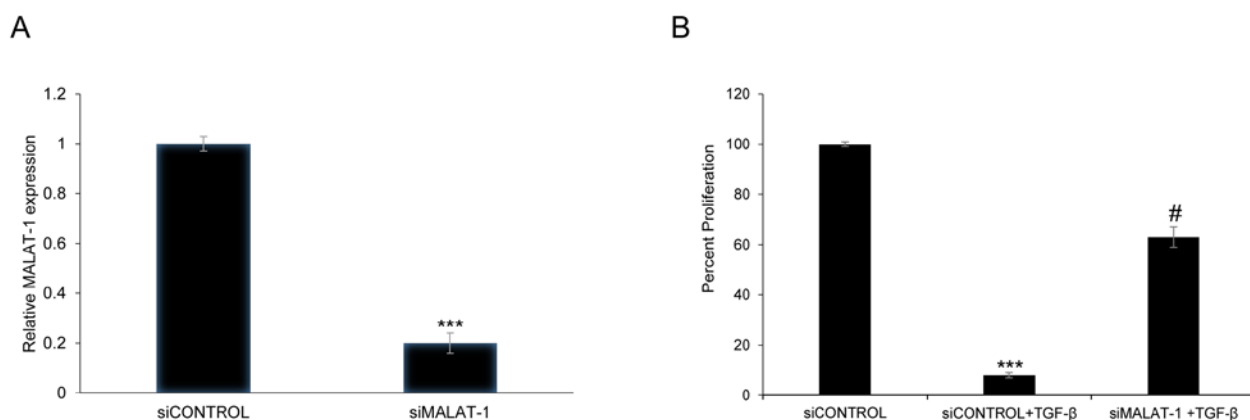 A
Relative MALAT-1 expression
1.2
1
0.8
0.6
0.4
0.2
0
***
siCONTROL
siMALAT-1
B
Percent Proliferation
120
100
80
60
40
20
0
***
#
siCONTROL
siCONTROL+TGF-β
siMALAT-1 +TGF-β